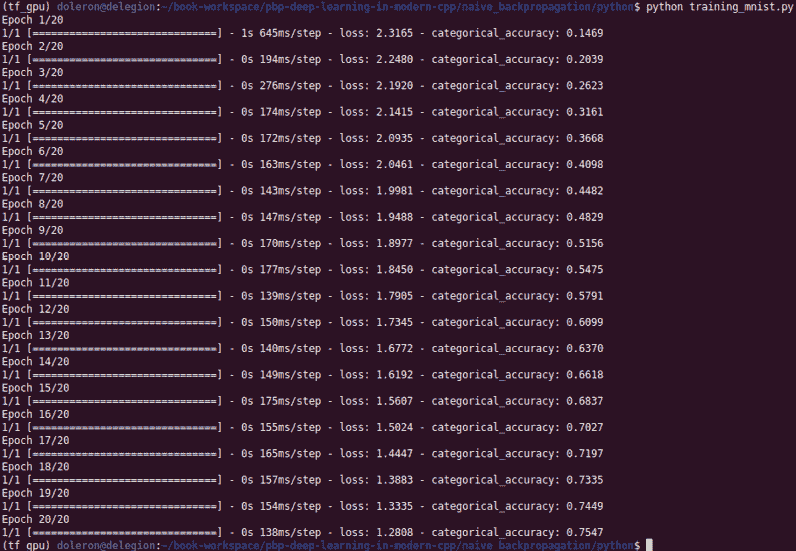 (tf_gpu) doleron@delegion:~/book-workspace/pbp-deep-learning-in-modern-cpp/naive_backpropagation/python$ python training_mnist.py
Epoch 1/20
1/1 [==============================] - 1s 645ms/step - loss: 2.3165 - categorical_accuracy: 0.1469
Epoch 2/20
1/1 [==============================] - 0s 194ms/step - loss: 2.2480 - categorical_accuracy: 0.2039
Epoch 3/20
1/1 [==============================] - 0s 276ms/step - loss: 2.1920 - categorical_accuracy: 0.2623
Epoch 4/20
1/1 [==============================] - 0s 174ms/step - loss: 2.1415 - categorical_accuracy: 0.3161
Epoch 5/20
1/1 [==============================] - 0s 172ms/step - loss: 2.0935 - categorical_accuracy: 0.3668
Epoch 6/20
1/1 [==============================] - 0s 163ms/step - loss: 2.0461 - categorical_accuracy: 0.4098
Epoch 7/20
1/1 [==============================] - 0s 143ms/step - loss: 1.9981 - categorical_accuracy: 0.4482
Epoch 8/20
1/1 [==============================] - 0s 147ms/step - loss: 1.9488 - categorical_accuracy: 0.4829
Epoch 9/20
1/1 [==============================] - 0s 170ms/step - loss: 1.8977 - categorical_accuracy: 0.5156
Epoch 10/20
1/1 [==============================] - 0s 177ms/step - loss: 1.8450 - categorical_accuracy: 0.5475
Epoch 11/20
1/1 [==============================] - 0s 139ms/step - loss: 1.7905 - categorical_accuracy: 0.5791
Epoch 12/20
1/1 [==============================] - 0s 150ms/step - loss: 1.7345 - categorical_accuracy: 0.6099
Epoch 13/20
1/1 [==============================] - 0s 140ms/step - loss: 1.6772 - categorical_accuracy: 0.6370
Epoch 14/20
1/1 [==============================] - 0s 149ms/step - loss: 1.6192 - categorical_accuracy: 0.6618
Epoch 15/20
1/1 [==============================] - 0s 175ms/step - loss: 1.5607 - categorical_accuracy: 0.6837
Epoch 16/20
1/1 [==============================] - 0s 155ms/step - loss: 1.5024 - categorical_accuracy: 0.7027
Epoch 17/20
1/1 [==============================] - 0s 165ms/step - loss: 1.4447 - categorical_accuracy: 0.7197
Epoch 18/20
1/1 [==============================] - 0s 157ms/step - loss: 1.3883 - categorical_accuracy: 0.7335
Epoch 19/20
1/1 [==============================] - 0s 154ms/step - loss: 1.3335 - categorical_accuracy: 0.7449
Epoch 20/20
1/1 [==============================] - 0s 138ms/step - loss: 1.2808 - categorical_accuracy: 0.7547
(tf_gpu) doleron@delegion:~/book-workspace/pbp-deep-learning-in-modern-cpp/naive_backpropagation/python$